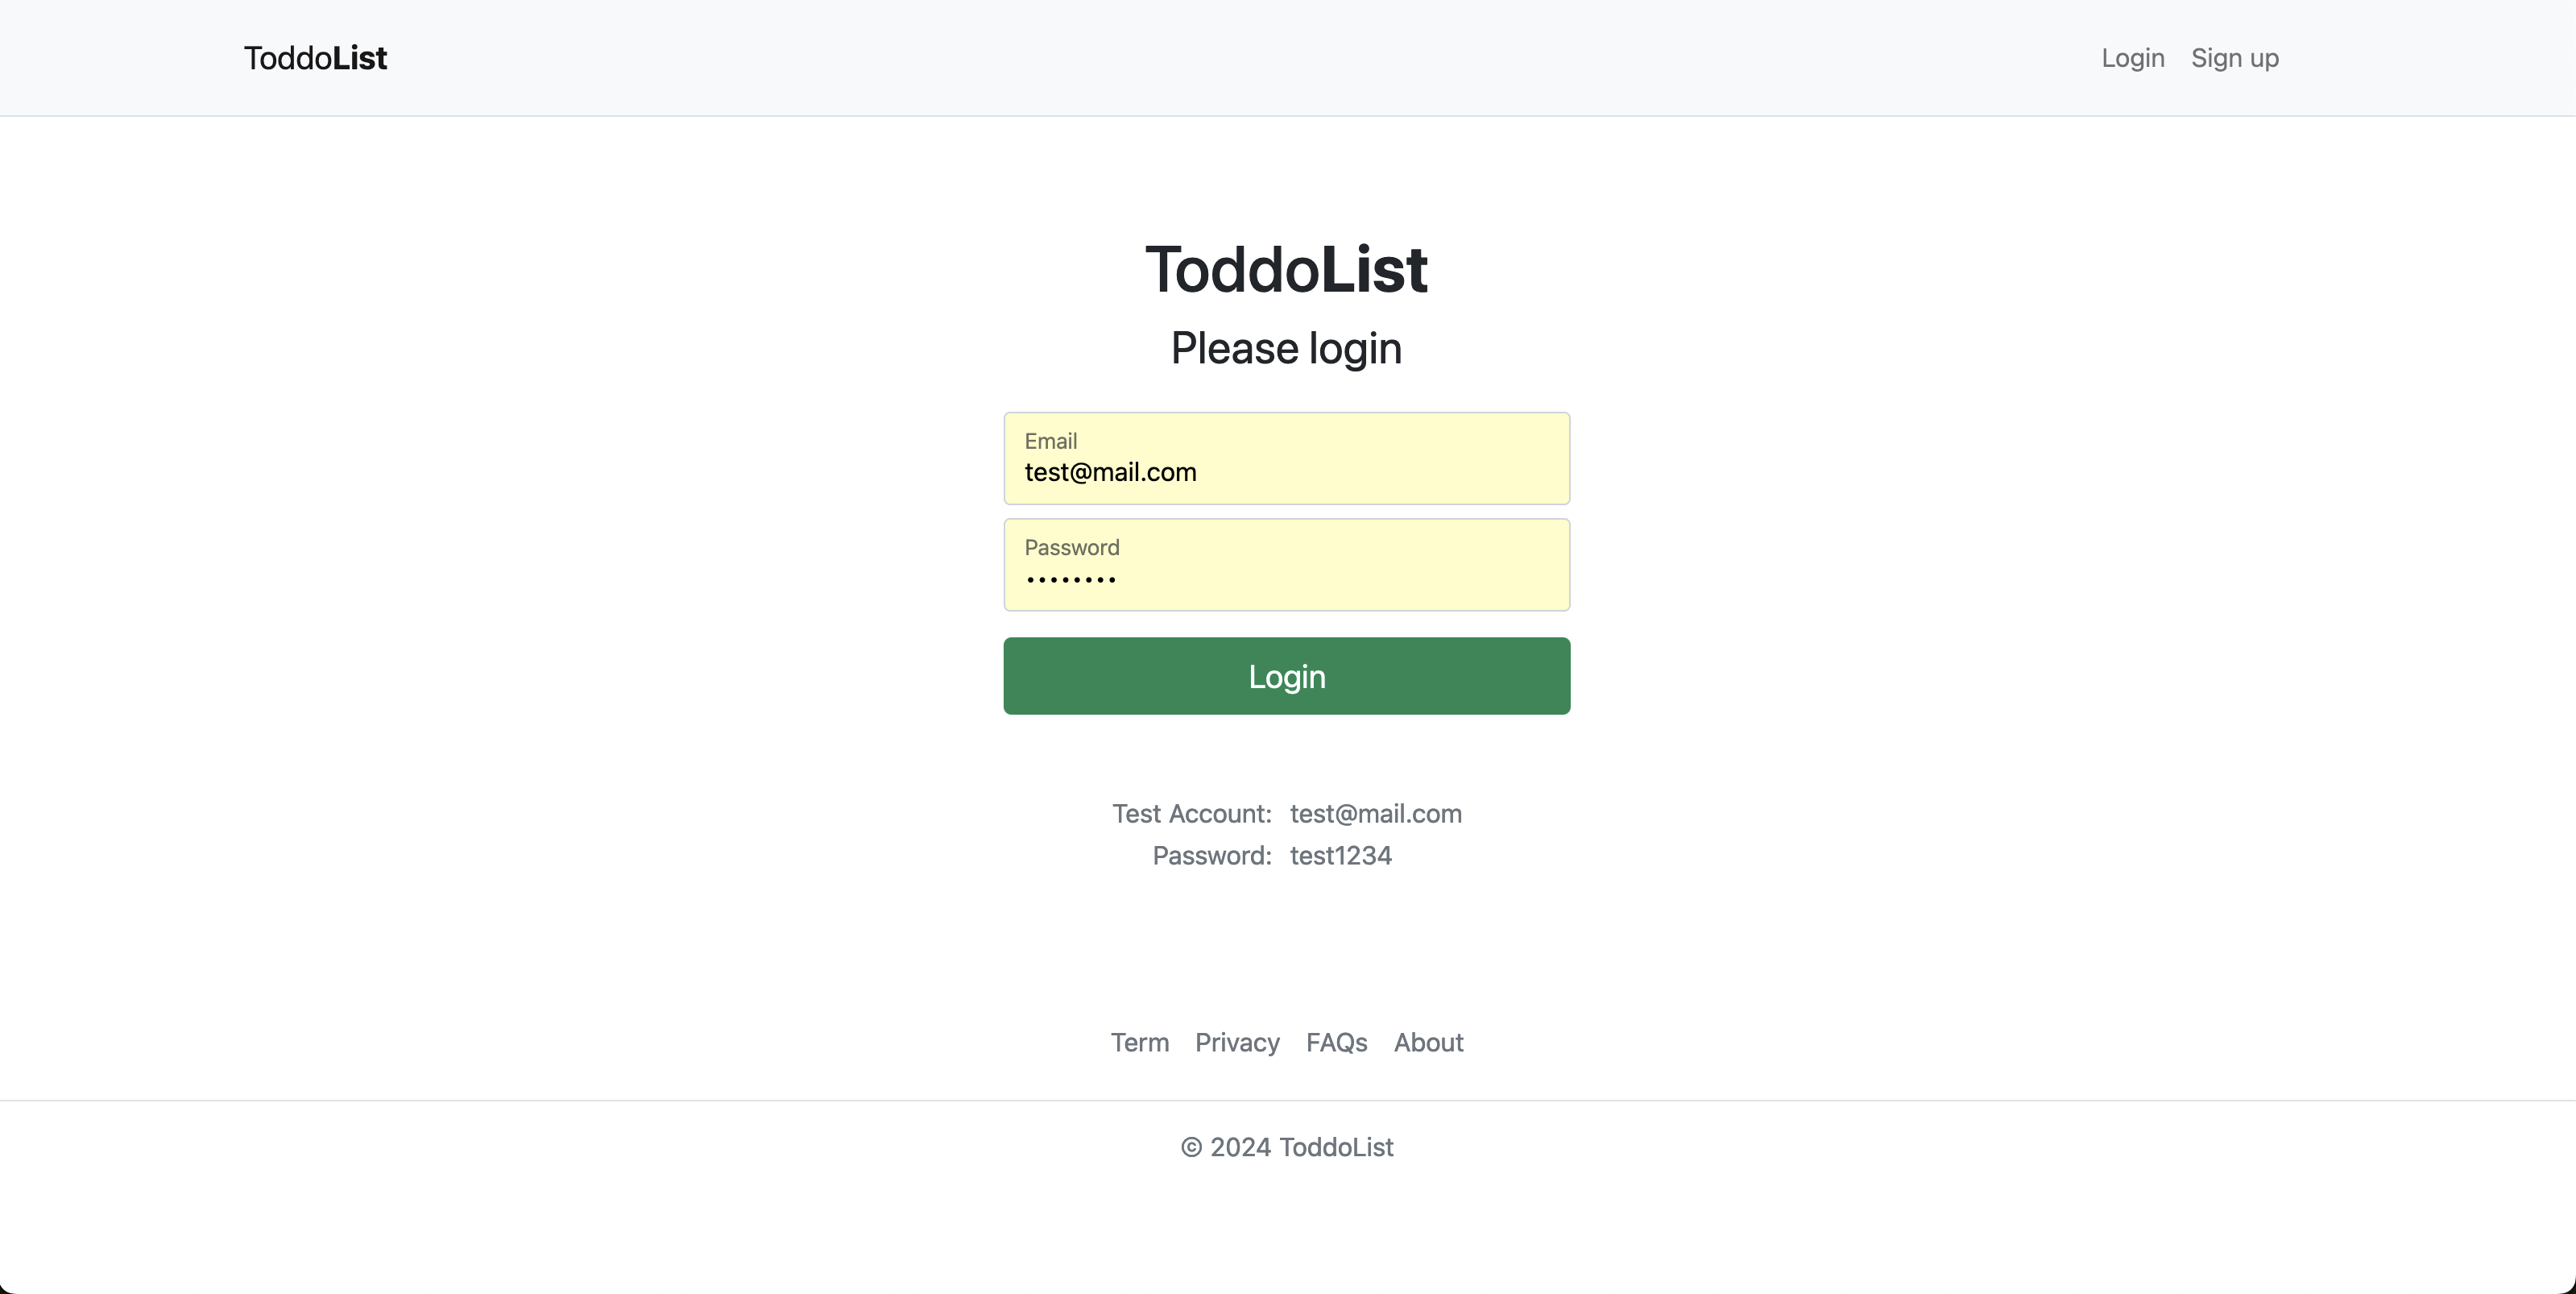 ToddoList
Login Sign up
ToddoList
Please login
Email
test@mail.com
Password
••••••••
Login
Test Account: test@mail.com
Password: test1234
Term Privacy FAQs About
© 2024 ToddoList